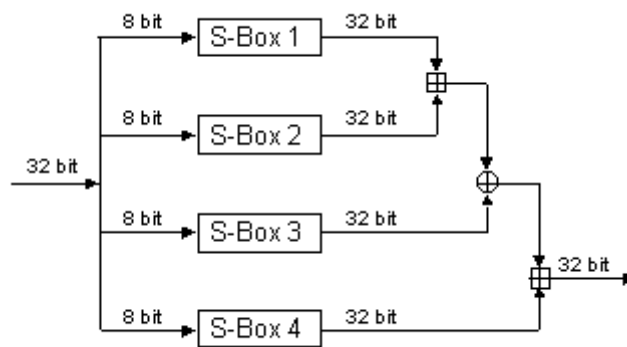 8 bit S-Box 1 32 bit
8 bit S-Box 2 32 bit
32 bit
8 bit S-Box 3 32 bit
32 bit
8 bit S-Box 4 32 bit